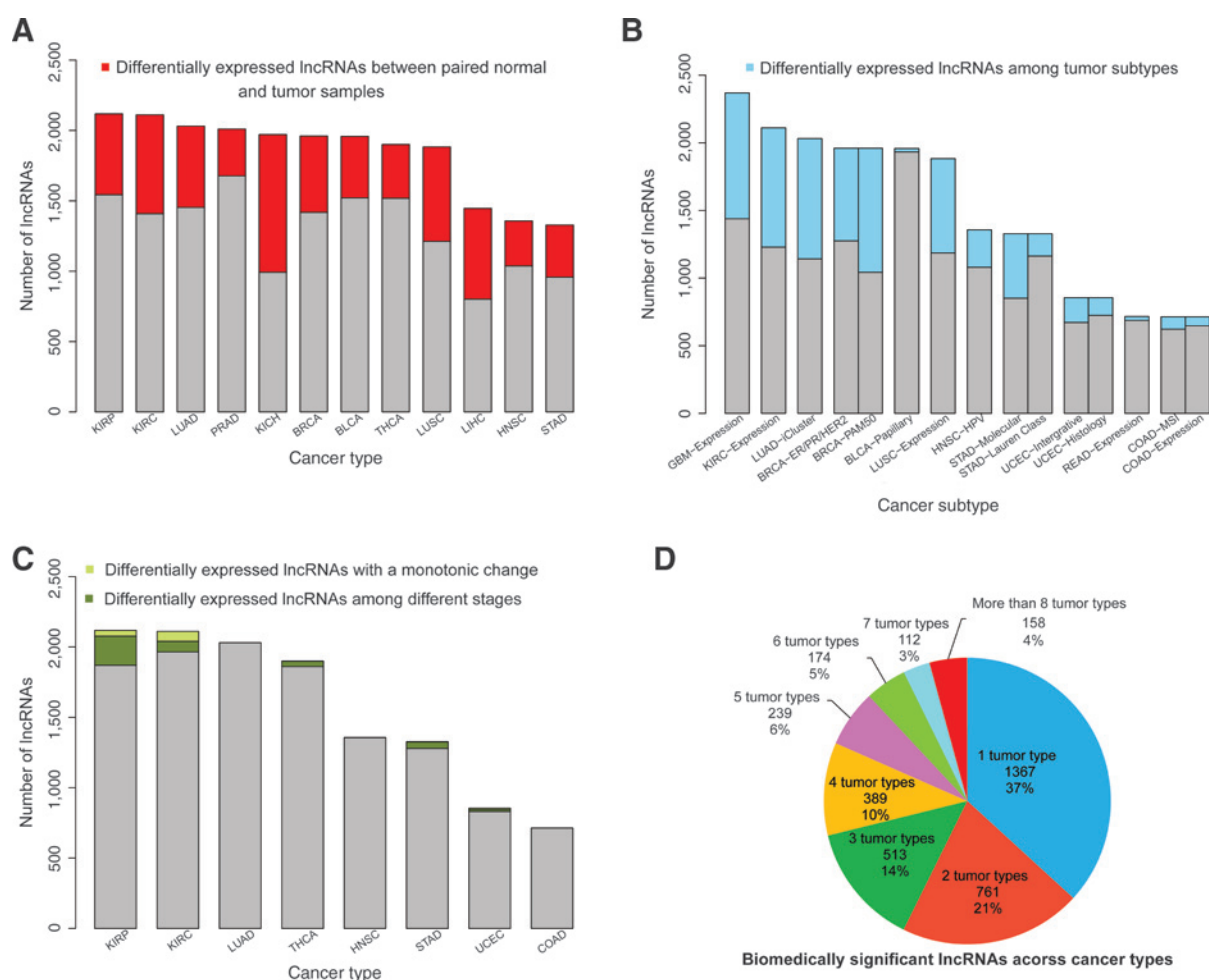 A
Differentially expressed lncRNAs between paired normal
and tumor samples
Number of lncRNAs
2,500
2,000
1,500
1,000
500
0
KIRP
KIRC
LUAD
PRAD
KICH
BRCA
BLCA
THCA
LUSC
LIHC
HNSC
STAD
Cancer type
B
Differentially expressed lncRNAs among tumor subtypes
Number of lncRNAs
2,500
2,000
1,500
1,000
500
0
GBM–Expression
KIRC–Expression
LUAD–iCluster
BRCA–ER/PR/HER2
BRCA–PAM50
BLCA–Papillary
LUSC–Expression
HNSC–HPV
STAD–Molecular
STAD–Lauren Class
UCEC–Intergrative
UCEC–Histology
READ–Expression
COAD–MSI
COAD–Expression
Cancer subtype
C
Differentially expressed lncRNAs with a monotonic change
Differentially expressed lncRNAs among different stages
Number of lncRNAs
2,500
2,000
1,500
1,000
500
0
KIRP
KIRC
LUAD
THCA
HNSC
STAD
UCEC
COAD
Cancer type
D
More than 8 tumor types
158
4%
7 tumor types
112
3%
6 tumor types
174
5%
5 tumor types
239
6%
4 tumor types
389
10%
3 tumor types
513
14%
2 tumor types
761
21%
1 tumor type
1367
37%
Biomedically significant lncRNAs acorss cancer types